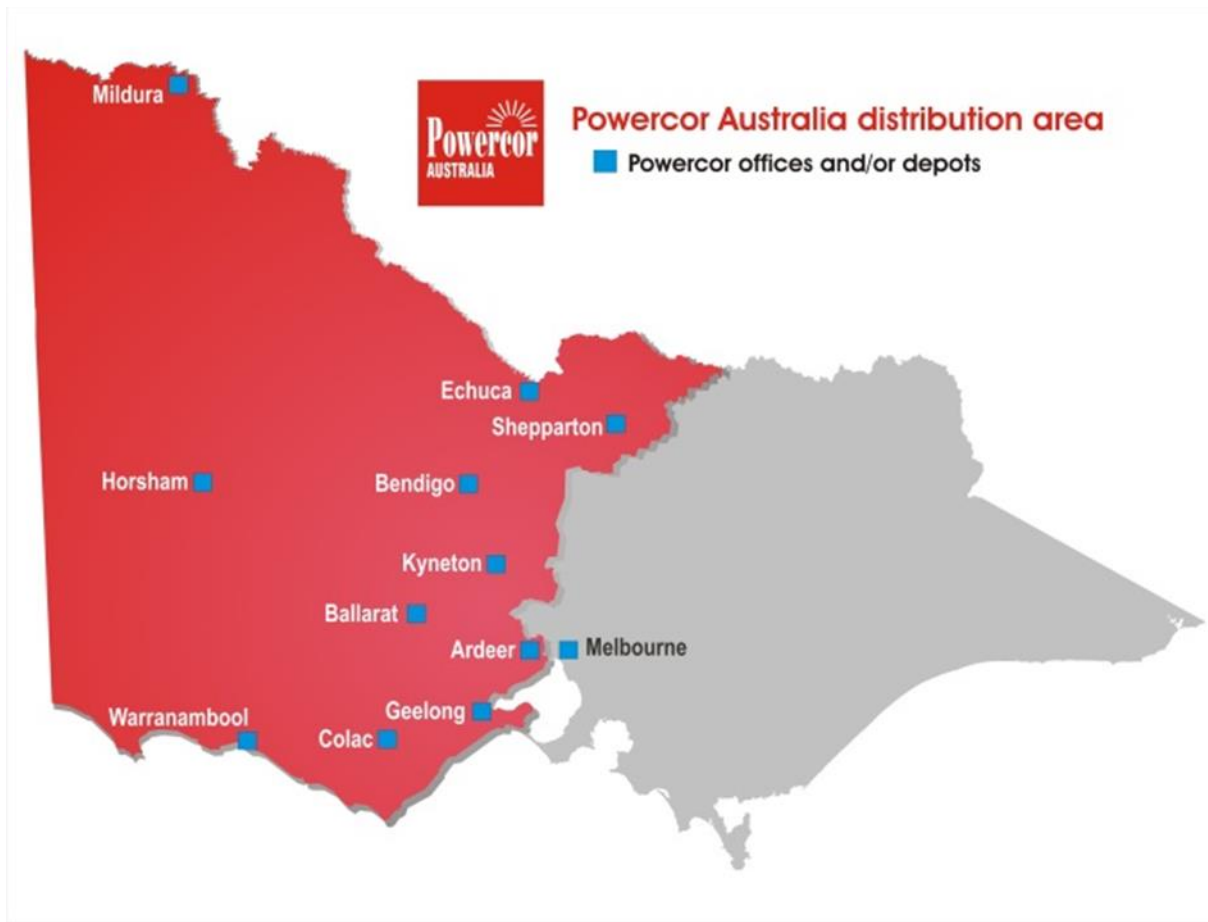 Mildura
Powercor
AUSTRALIA
Powercor Australia distribution area
Powercor offices and/or depots
Echuca
Shepparton
Horsham
Bendigo
Kyneton
Ballarat
Ardeer
Melbourne
Geelong
Warranambool
Colac